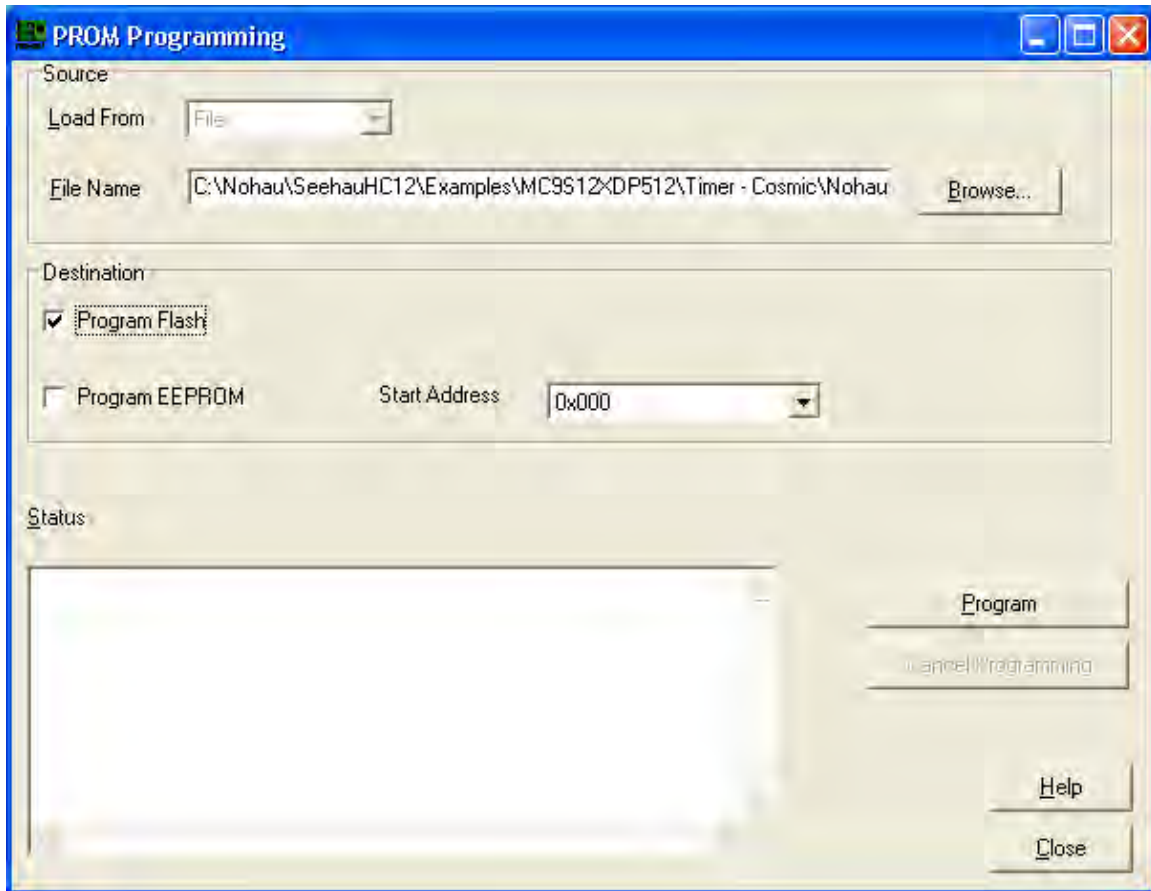 PROM Programming
Source
Load From File
File Name C:\Nohau\SeehauHC12\Examples\MC9S12XDP512\Timer - Cosmic\Nohau Browse...
Destination
Program Flash
Program EEPROM Start Address 0x000
Status
Program
Cancel Programming
Help
Close